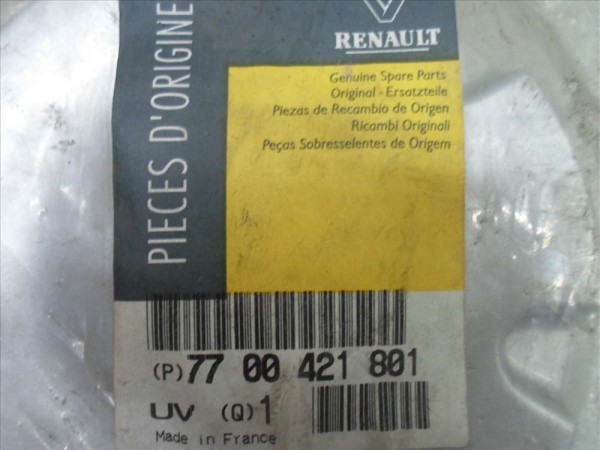 PIECES D'ORIGINE
RENAULT
Genuine Spare Parts
Original - Ersatzteile
Piezas de Recambio de Origen
Ricambi Originali
Peças Sobresselentes de Origem
(P) 77 00 421 801
UV (Q) 1
Made in France